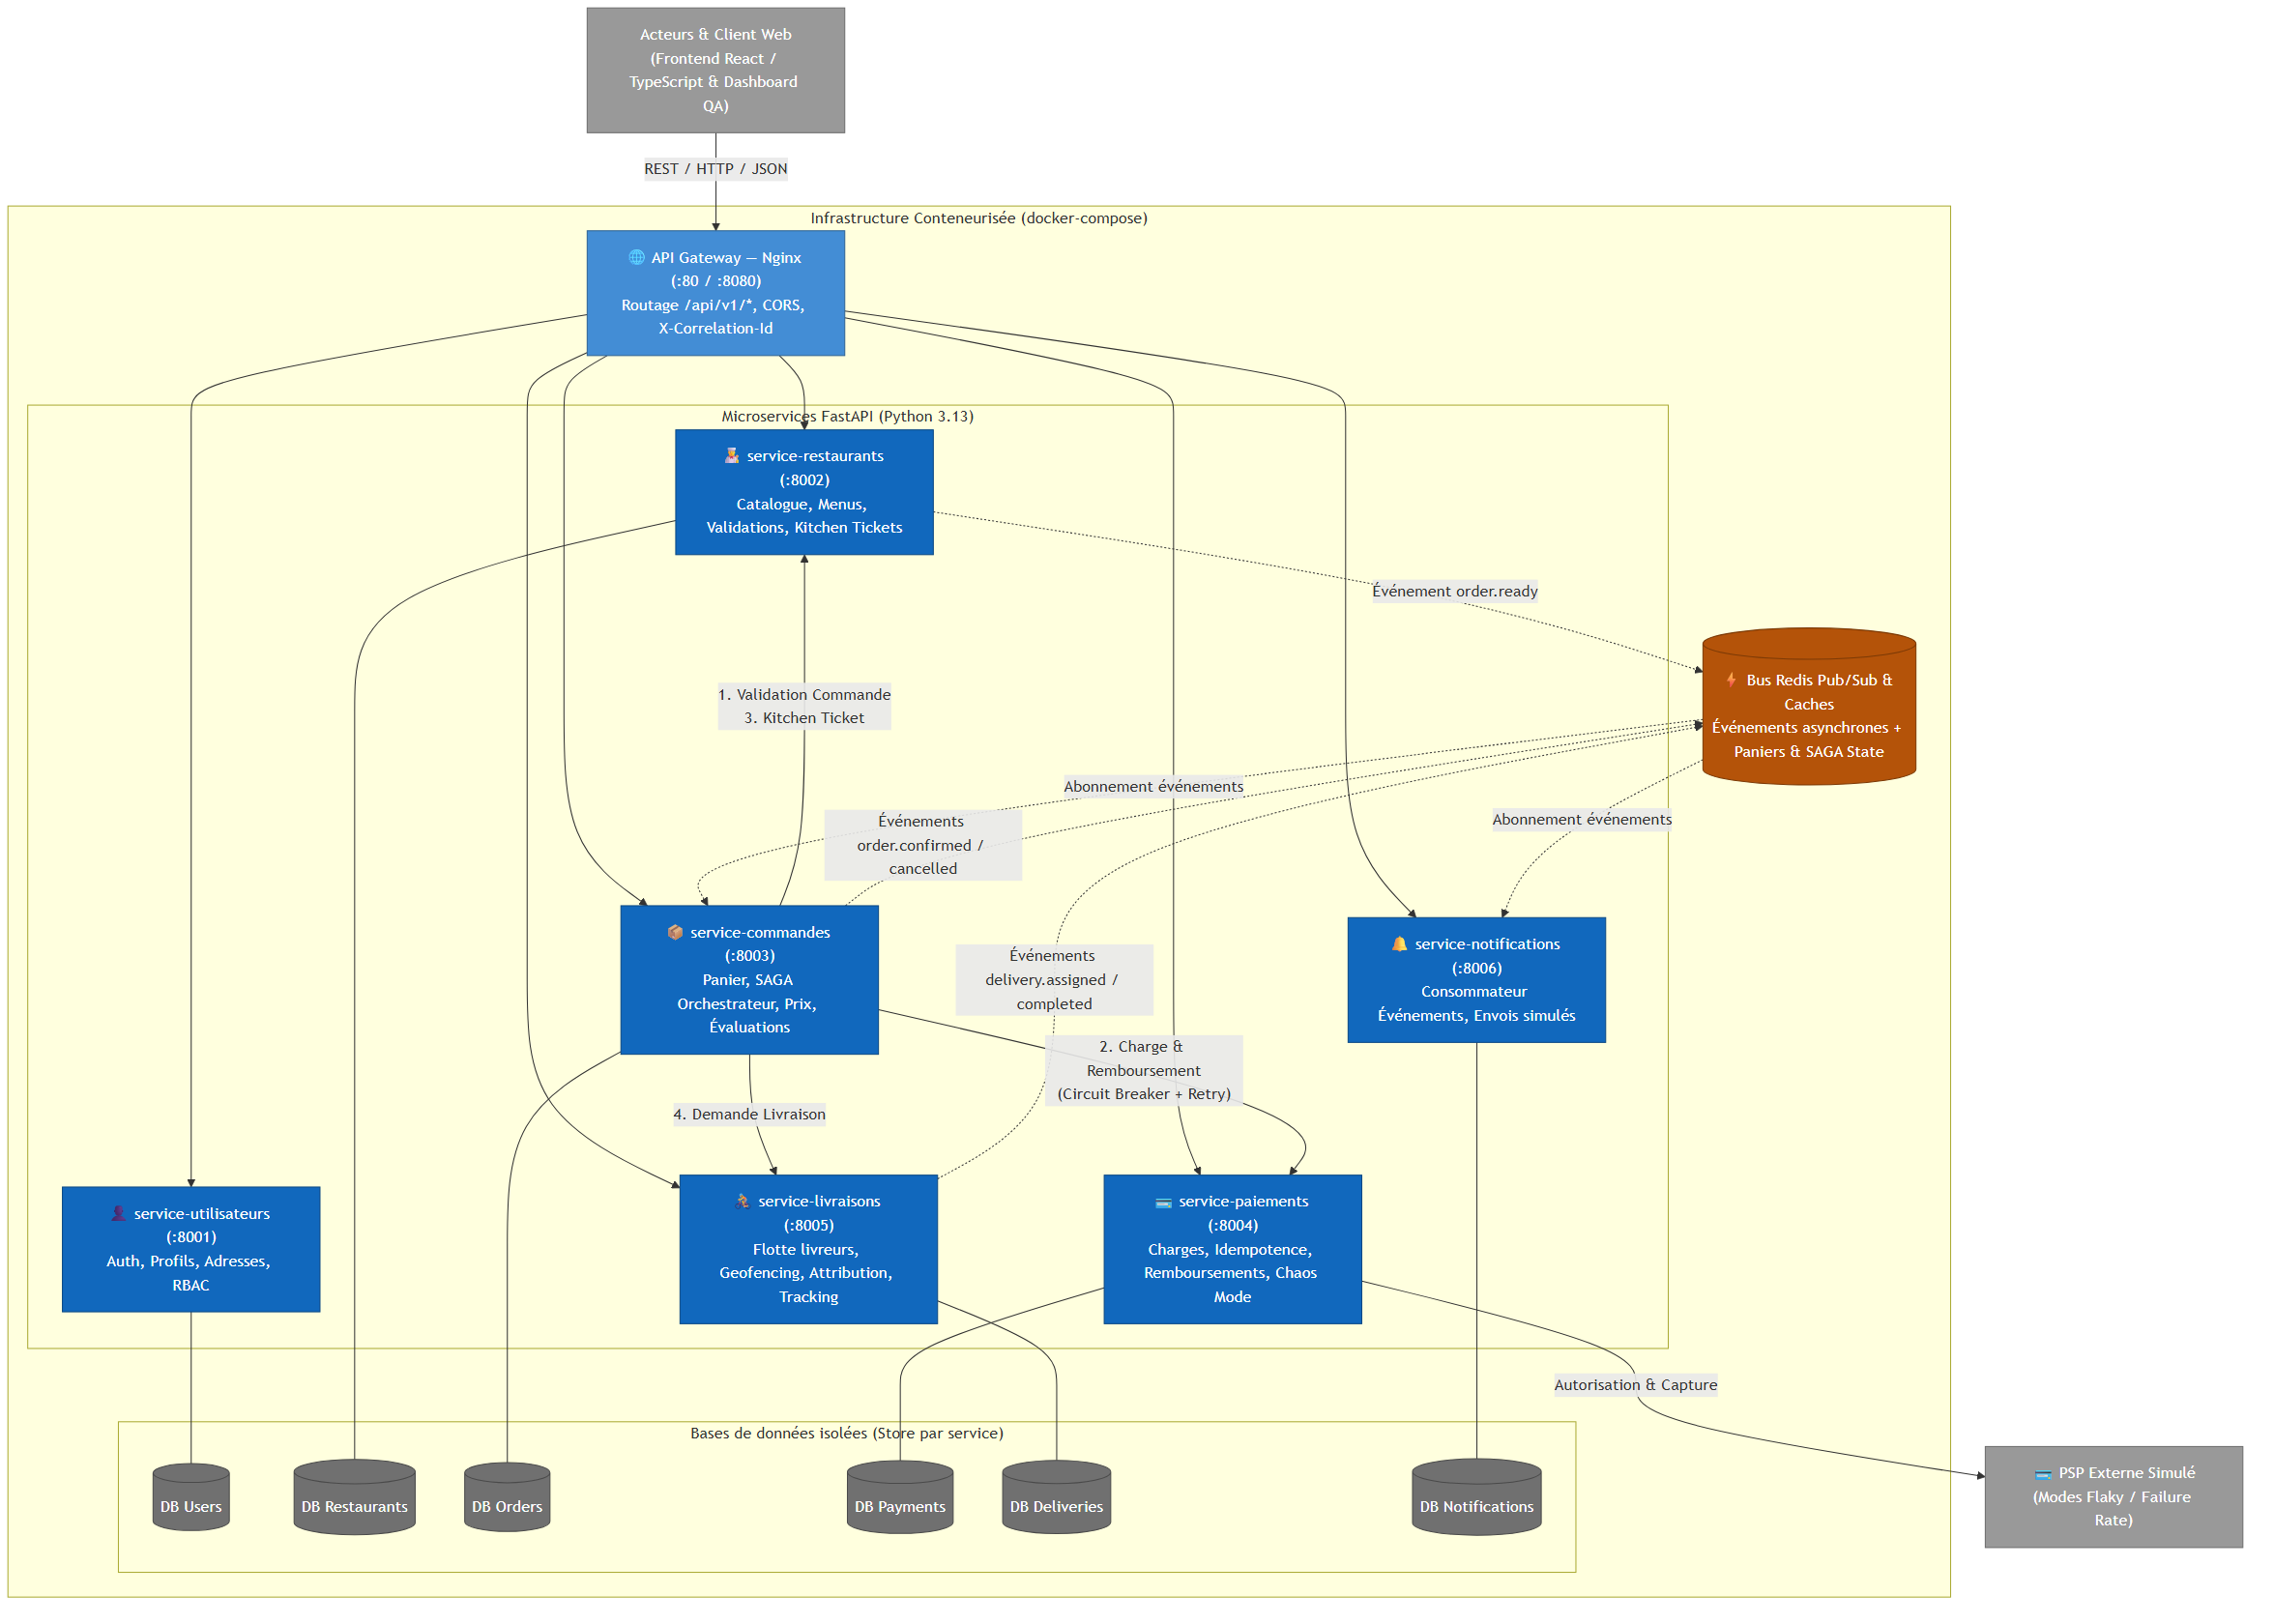 Acteurs & Client Web
(Frontend React /
TypeScript & Dashboard
QA)
REST / HTTP / JSON
Infrastructure Conteneurisée (docker-compose)
🌐 API Gateway — Nginx
(:80 / :8080)
Routage /api/v1/*, CORS,
X-Correlation-Id
Microservices FastAPI (Python 3.13)
🧑‍🍳 service-restaurants
(:8002)
Catalogue, Menus,
Validations, Kitchen Tickets
Événement order.ready
⚡ Bus Redis Pub/Sub &
Caches
Événements asynchrones +
Paniers & SAGA State
1. Validation Commande
3. Kitchen Ticket
Abonnement événements
Abonnement événements
Événements
order.confirmed /
cancelled
📦 service-commandes
(:8003)
Panier, SAGA
Orchestrateur, Prix,
Évaluations
Événements
delivery.assigned /
completed
🔔 service-notifications
(:8006)
Consommateur
Événements, Envois simulés
2. Charge &
Remboursement
(Circuit Breaker + Retry)
4. Demande Livraison
👤 service-utilisateurs
(:8001)
Auth, Profils, Adresses,
RBAC
🚴 service-livraisons
(:8005)
Flotte livreurs,
Geofencing, Attribution,
Tracking
💳 service-paiements
(:8004)
Charges, Idempotence,
Remboursements, Chaos
Mode
Autorisation & Capture
Bases de données isolées (Store par service)
DB Users
DB Restaurants
DB Orders
DB Payments
DB Deliveries
DB Notifications
💳 PSP Externe Simulé
(Modes Flaky / Failure
Rate)